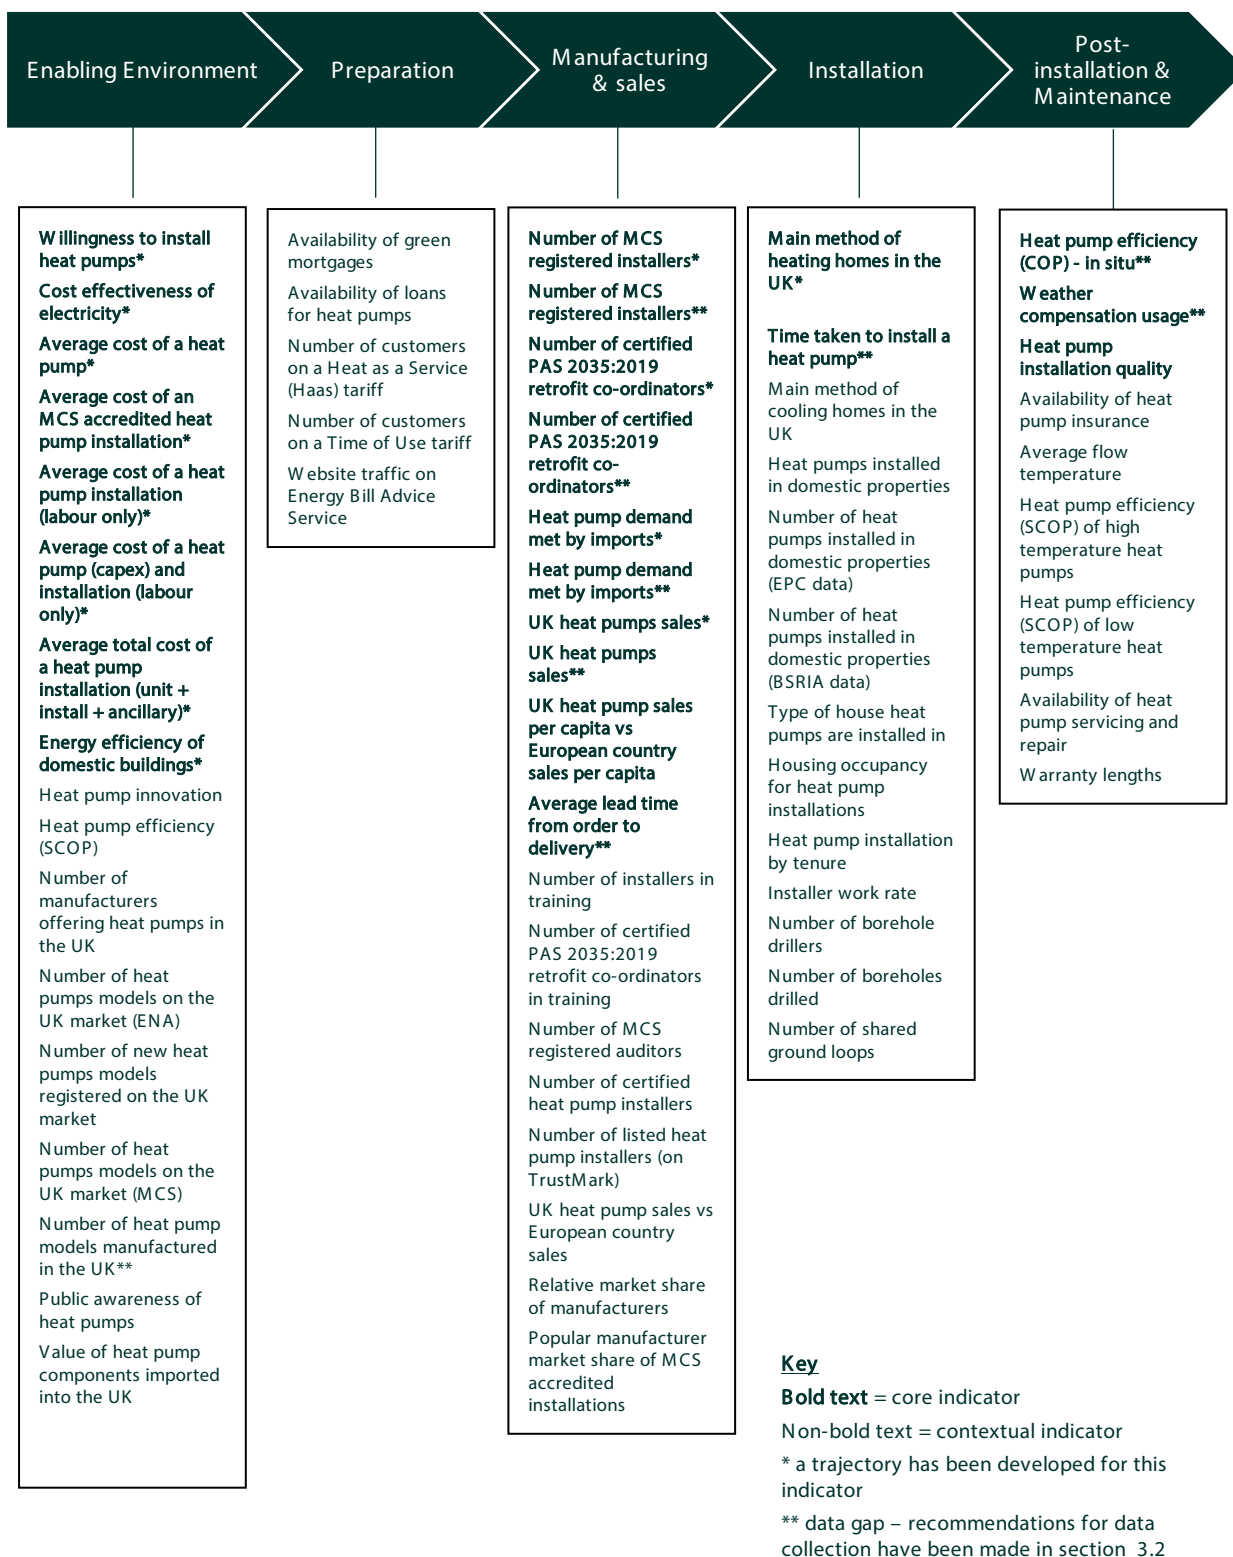 Enabling Environment
Preparation
Manufacturing
& sales
Installation
Post-
installation &
Maintenance
Willingness to install
heat pumps*
Cost effectiveness of
electricity*
Average cost of a heat
pump*
Average cost of an
MCS accredited heat
pump installation*
Average cost of a heat
pump installation
(labour only)*
Average cost of a heat
pump (capex) and
installation (labour
only)*
Average total cost of
a heat pump
installation (unit +
install + ancillary)*
Energy efficiency of
domestic buildings*
Heat pump innovation
Heat pump efficiency
(SCOP)
Number of
manufacturers
offering heat pumps in
the UK
Number of heat
pumps models on the
UK market (ENA)
Number of new heat
pumps models
registered on the UK
market
Number of heat
pumps models on the
UK market (MCS)
Number of heat pump
models manufactured
in the UK**
Public awareness of
heat pumps
Value of heat pump
components imported
into the UK
Availability of green
mortgages
Availability of loans
for heat pumps
Number of customers
on a Heat as a Service
(Haas) tariff
Number of customers
on a Time of Use tariff
Website traffic on
Energy Bill Advice
Service
Number of MCS
registered installers*
Number of MCS
registered installers**
Number of certified
PAS 2035:2019
retrofit co-ordinators*
Number of certified
PAS 2035:2019
retrofit co-
ordinators**
Heat pump demand
met by imports*
Heat pump demand
met by imports**
UK heat pumps sales*
UK heat pumps
sales**
UK heat pump sales
per capita vs
European country
sales per capita
Average lead time
from order to
delivery**
Number of installers in
training
Number of certified
PAS 2035:2019
retrofit co-ordinators
in training
Number of MCS
registered auditors
Number of certified
heat pump installers
Number of listed heat
pump installers (on
TrustMark)
UK heat pump sales vs
European country
sales
Relative market share
of manufacturers
Popular manufacturer
market share of MCS
accredited
installations
Main method of
heating homes in the
UK*
Time taken to install a
heat pump**
Main method of
cooling homes in the
UK
Heat pumps installed
in domestic properties
Number of heat
pumps installed in
domestic properties
(EPC data)
Number of heat
pumps installed in
domestic properties
(BSRIA data)
Type of house heat
pumps are installed in
Housing occupancy
for heat pump
installations
Heat pump installation
by tenure
Installer work rate
Number of borehole
drillers
Number of boreholes
drilled
Number of shared
ground loops
Heat pump efficiency
(COP) - in situ**
Weather
compensation usage**
Heat pump
installation quality
Availability of heat
pump insurance
Average flow
temperature
Heat pump efficiency
(SCOP) of high
temperature heat
pumps
Heat pump efficiency
(SCOP) of low
temperature heat
pumps
Availability of heat
pump servicing and
repair
Warranty lengths
Key
Bold text = core indicator
Non-bold text = contextual indicator
* a trajectory has been developed for this
indicator
** data gap – recommendations for data
collection have been made in section 3.2